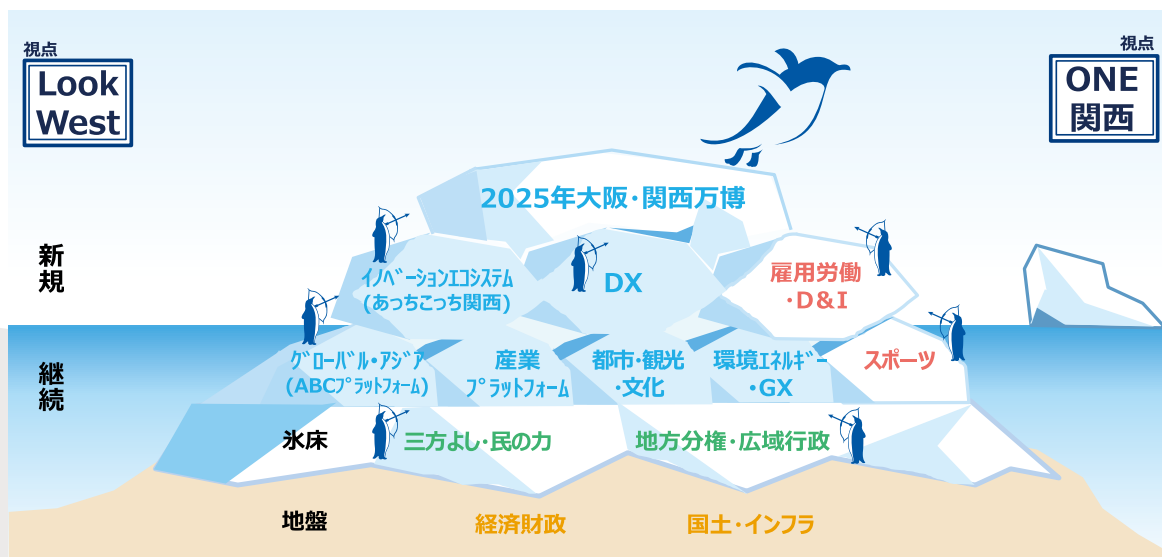 視点
Look
West
視点
ONE
関西
2025年大阪・関西万博
新規
ｲﾉﾍﾞｰｼｮﾝｴｺｼｽﾃﾑ
(あっちこっち関西)
DX
雇用労働
・D＆I
継続
ｸﾞﾛｰﾊﾞﾙ・ｱｼﾞｱ
(ABCﾌﾟﾗｯﾄﾌｫｰﾑ)
産業
ﾌﾟﾗｯﾄﾌｫｰﾑ
都市・観光
・文化
環境ｴﾈﾙｷﾞｰ
・GX
スポーツ
氷床
三方よし・民の力
地方分権・広域行政
地盤
経済財政
国土・インフラ